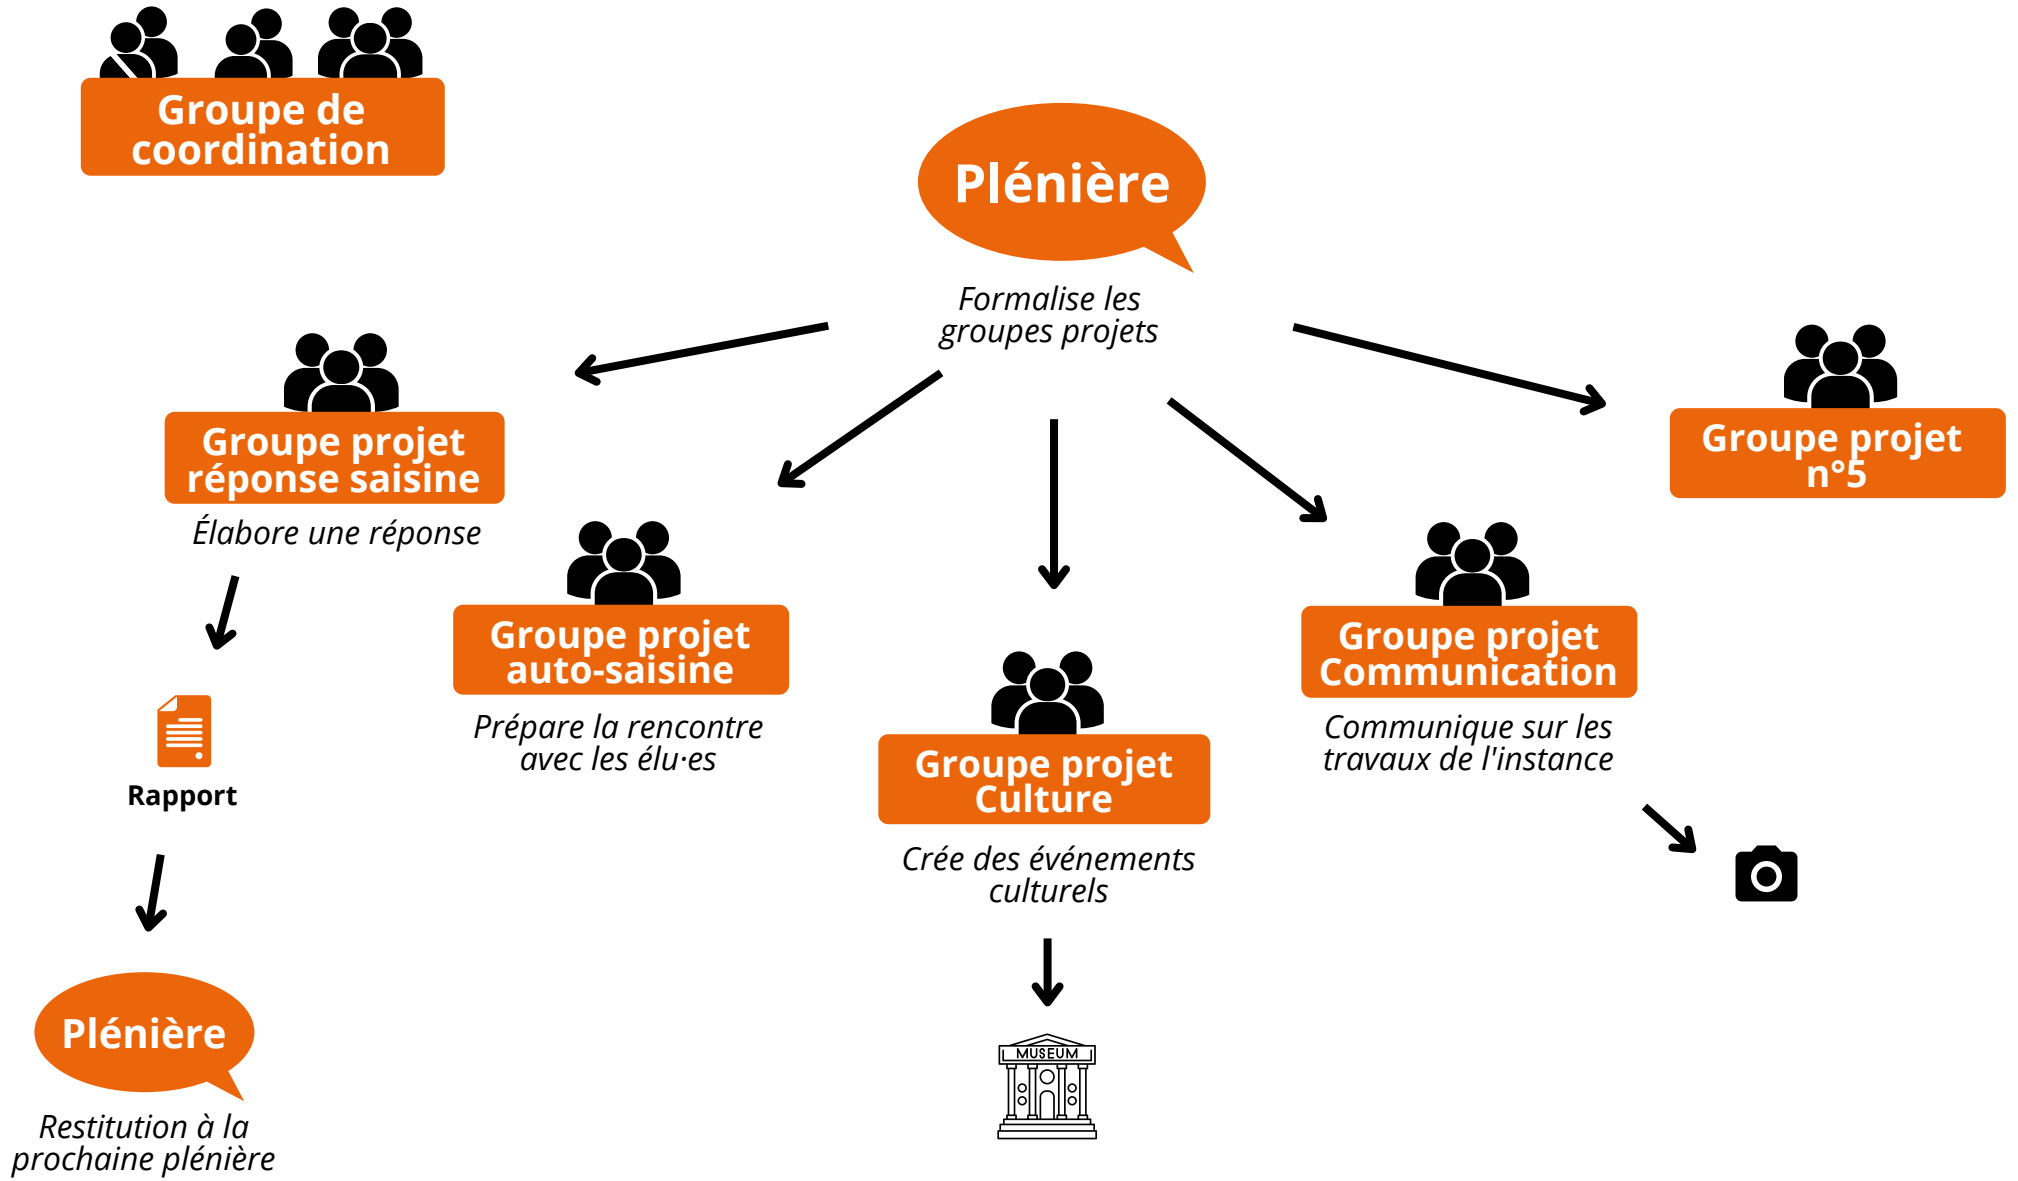 Groupe de
coordination
Plénière
Formalise les
groupes projets
Groupe projet
réponse saisine
Élabore une réponse
Rapport
Plénière
Restitution à la
prochaine plénière
Groupe projet
auto-saisine
Prépare la rencontre
avec les élu·es
Groupe projet
Culture
Crée des événements
culturels
MUSEUM
Groupe projet
Communication
Communique sur les
travaux de l'instance
Groupe projet
n°5